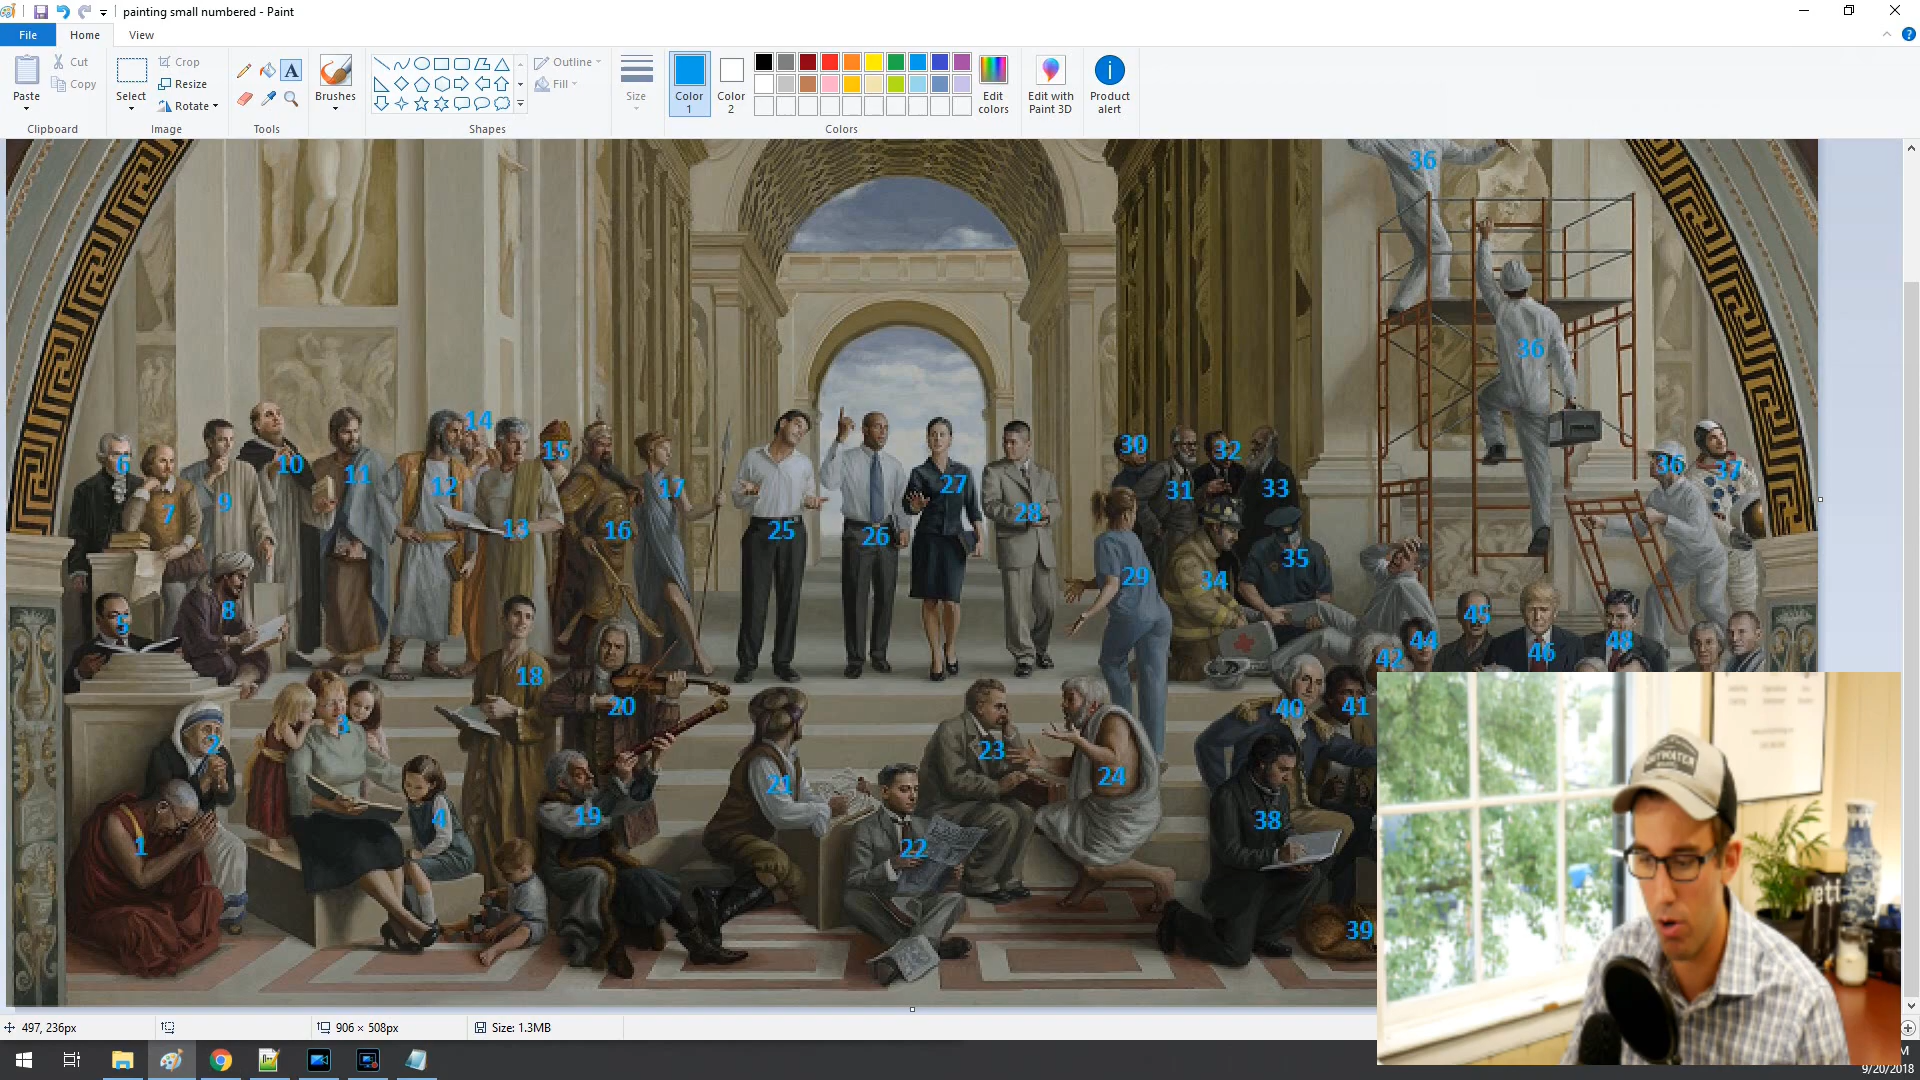 painting small numbered - Paint
File Home View
Paste Cut Copy Clipboard
Select Crop Resize Rotate Image
A Tools
Brushes
Outline Fill Shapes
Size
Color 1 Color 2 Edit colors Colors
Edit with Paint 3D
Product alert
36
36
14
6 10 11 15 30 32 36 37
7 9 12 13 16 17 25 26 27 28 31 33
5 8 29 34 35
18 20 42 44 45 46 48
2 3 40 41
1 4 19 21 22 23 24 38
39
497, 236px 906 × 508px Size: 1.3MB
9/20/2018